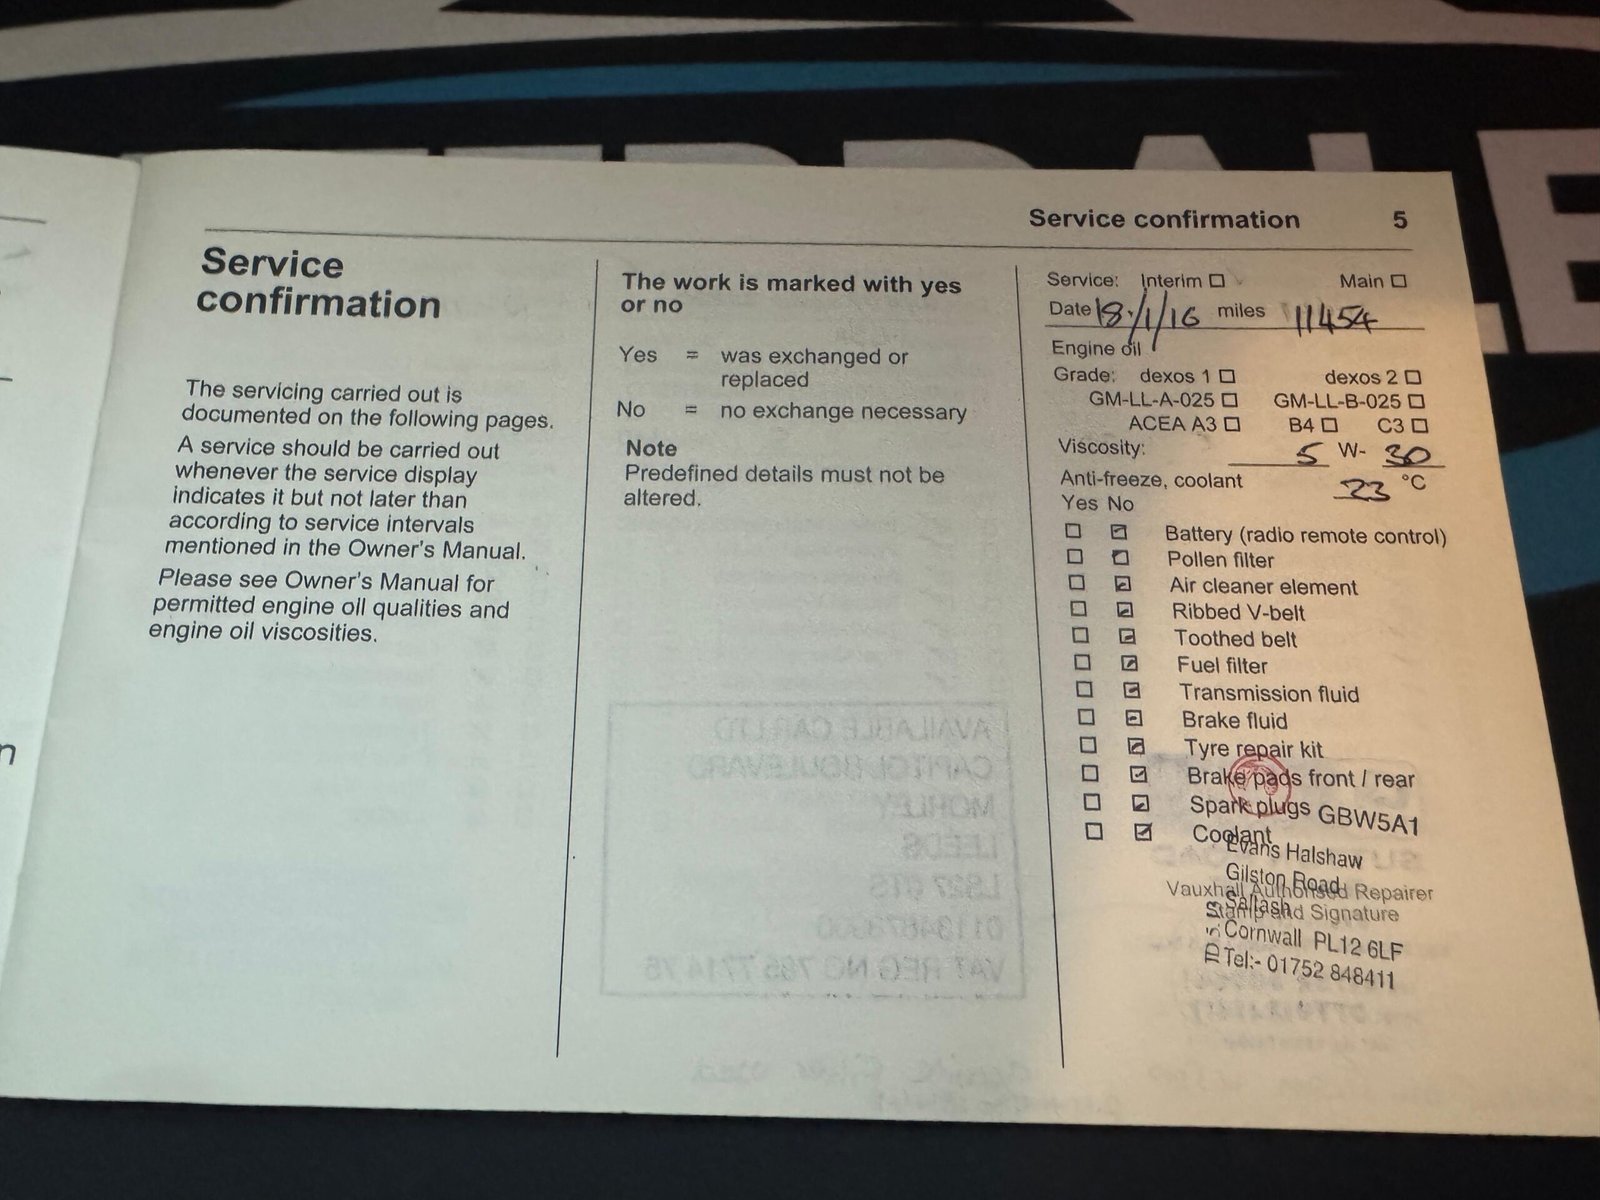 Service confirmation 5
Service
confirmation
The servicing carried out is
documented on the following pages.
A service should be carried out
whenever the service display
indicates it but not later than
according to service intervals
mentioned in the Owner's Manual.
Please see Owner's Manual for
permitted engine oil qualities and
engine oil viscosities.
The work is marked with yes
or no
Yes = was exchanged or
replaced
No = no exchange necessary
Note
Predefined details must not be
altered.
Service: Interim Main
Date 18/1/16 miles 11454
Engine oil
Grade: dexos 1 dexos 2
GM-LL-A-025 GM-LL-B-025
ACEA A3 B4 C3
Viscosity: 5 W- 30
Anti-freeze, coolant 23 °C
Yes No
Battery (radio remote control)
Pollen filter
Air cleaner element
Ribbed V-belt
Toothed belt
Fuel filter
Transmission fluid
Brake fluid
Tyre repair kit
Brake pads front / rear
Spark plugs GBW5A1
Coolant
Evans Halshaw
Gilston Road
Vauxhall Authorised Repairer
Saltash
Stamp and Signature
Cornwall PL12 6LF
Tel:- 01752 848411